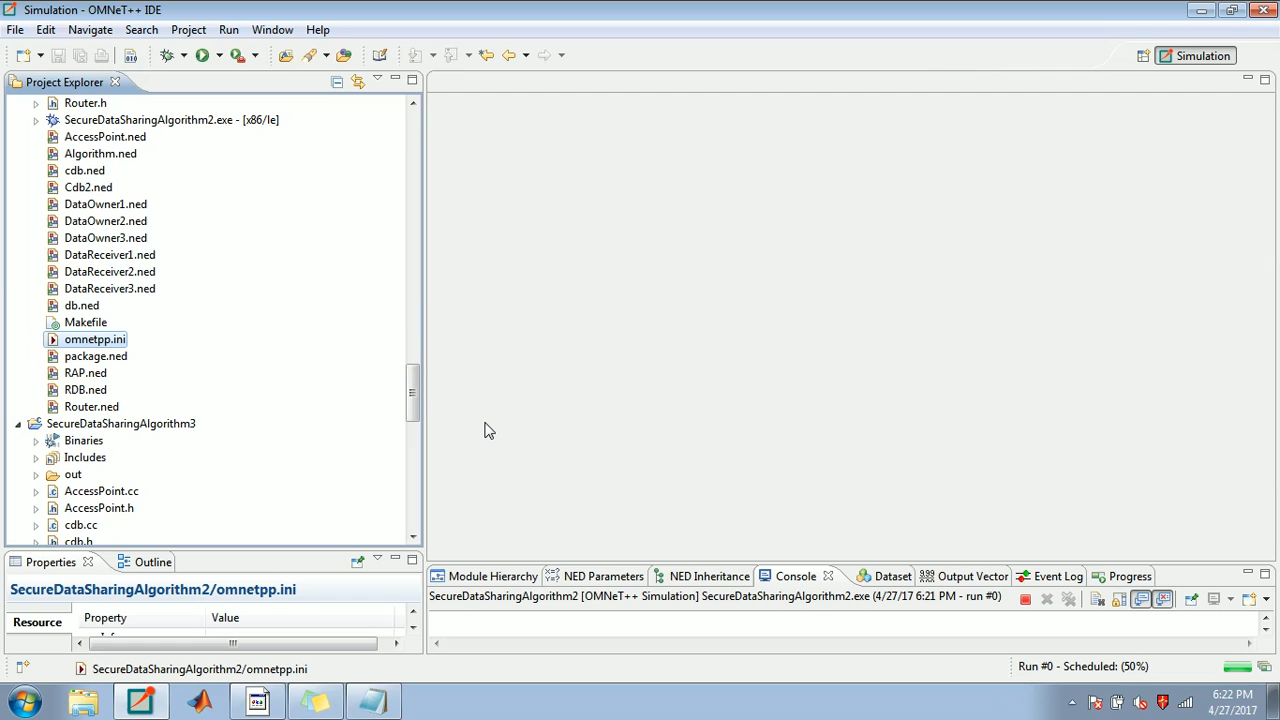 Simulation - OMNeT++ IDE
File Edit Navigate Search Project Run Window Help
Simulation
Project Explorer
Router.h
SecureDataSharingAlgorithm2.exe - [x86/le]
AccessPoint.ned
Algorithm.ned
cdb.ned
Cdb2.ned
DataOwner1.ned
DataOwner2.ned
DataOwner3.ned
DataReceiver1.ned
DataReceiver2.ned
DataReceiver3.ned
db.ned
Makefile
omnetpp.ini
package.ned
RAP.ned
RDB.ned
Router.ned
SecureDataSharingAlgorithm3
Binaries
Includes
out
AccessPoint.cc
AccessPoint.h
cdb.cc
cdb.h
Properties Outline
SecureDataSharingAlgorithm2/omnetpp.ini
Resource
Property Value
Module Hierarchy NED Parameters NED Inheritance Console Dataset Output Vector Event Log Progress
SecureDataSharingAlgorithm2 [OMNeT++ Simulation] SecureDataSharingAlgorithm2.exe (4/27/17 6:21 PM - run #0)
SecureDataSharingAlgorithm2/omnetpp.ini
Run #0 - Scheduled: (50%)
6:22 PM
4/27/2017